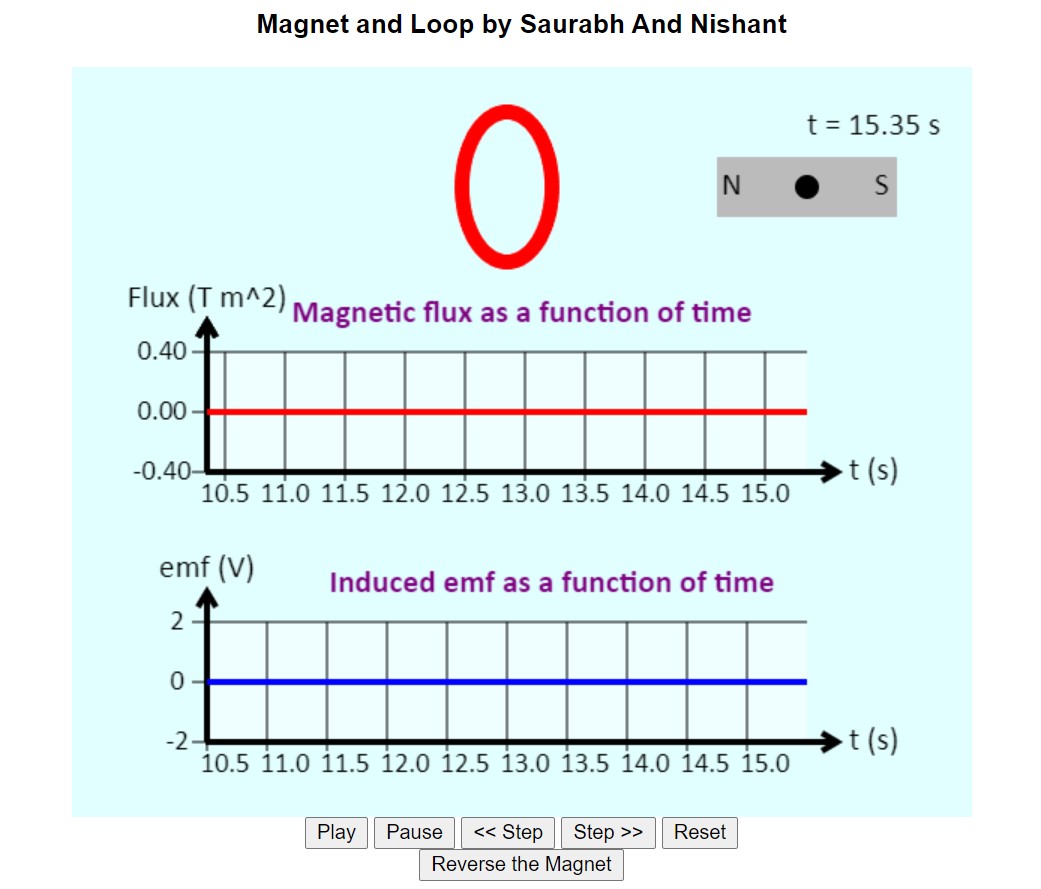 Magnet and Loop by Saurabh And Nishant
t = 15.35 s
N S
Flux (T m^2)
Magnetic flux as a function of time
0.40
0.00
-0.40
t (s)
10.5 11.0 11.5 12.0 12.5 13.0 13.5 14.0 14.5 15.0
emf (V)
Induced emf as a function of time
2
0
-2
t (s)
10.5 11.0 11.5 12.0 12.5 13.0 13.5 14.0 14.5 15.0
Play Pause << Step Step >> Reset
Reverse the Magnet